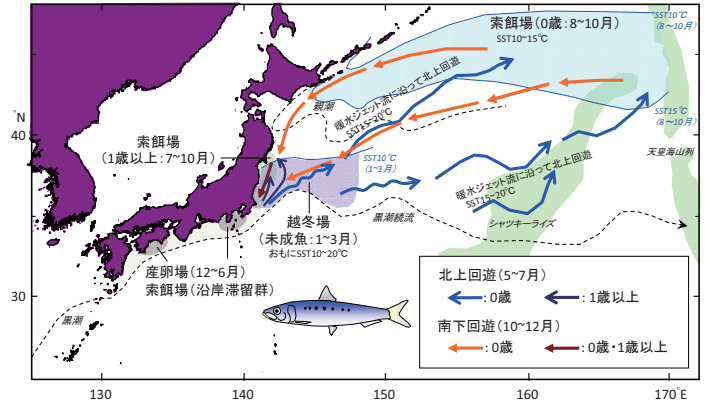 索餌場(0歳:8~10月)
SST10~15℃
SST10℃
(8~10月)
暖水ジェット流に沿って北上回遊
SST15~20℃
親潮
°N
40
30
索餌場
(1歳以上:7~10月)
SST10℃
(1~3月)
SST15℃
(8~10月)
天皇海山列
暖水ジェット流に沿って北上回遊
SST15~20℃
シャツキーライズ
黒潮続流
越冬場
(未成魚:1~3月)
おもにSST10~20℃
産卵場(12~6月)
索餌場(沿岸滞留群)
黒潮
北上回遊(5~7月)
:0歳
:1歳以上
南下回遊(10~12月)
:0歳
:0歳・1歳以上
130
140
150
160
170°E